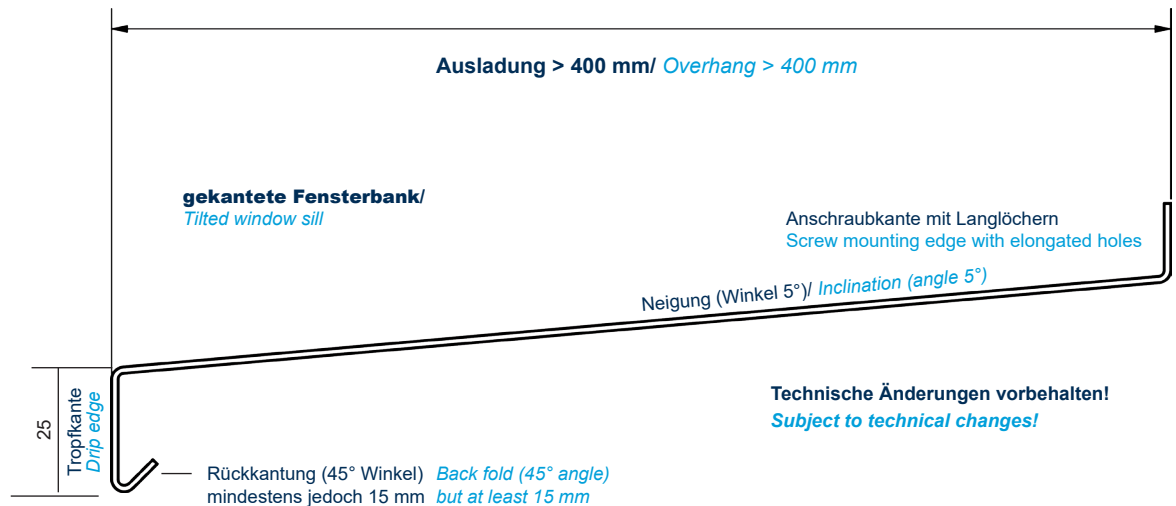 Ausladung > 400 mm/ Overhang > 400 mm
gekantete Fensterbank/
Tilted window sill
Anschraubkante mit Langlöchern
Screw mounting edge with elongated holes
Neigung (Winkel 5°)/ Inclination (angle 5°)
25
Tropfkante
Drip edge
Technische Änderungen vorbehalten!
Subject to technical changes!
Rückkantung (45° Winkel) Back fold (45° angle)
mindestens jedoch 15 mm but at least 15 mm